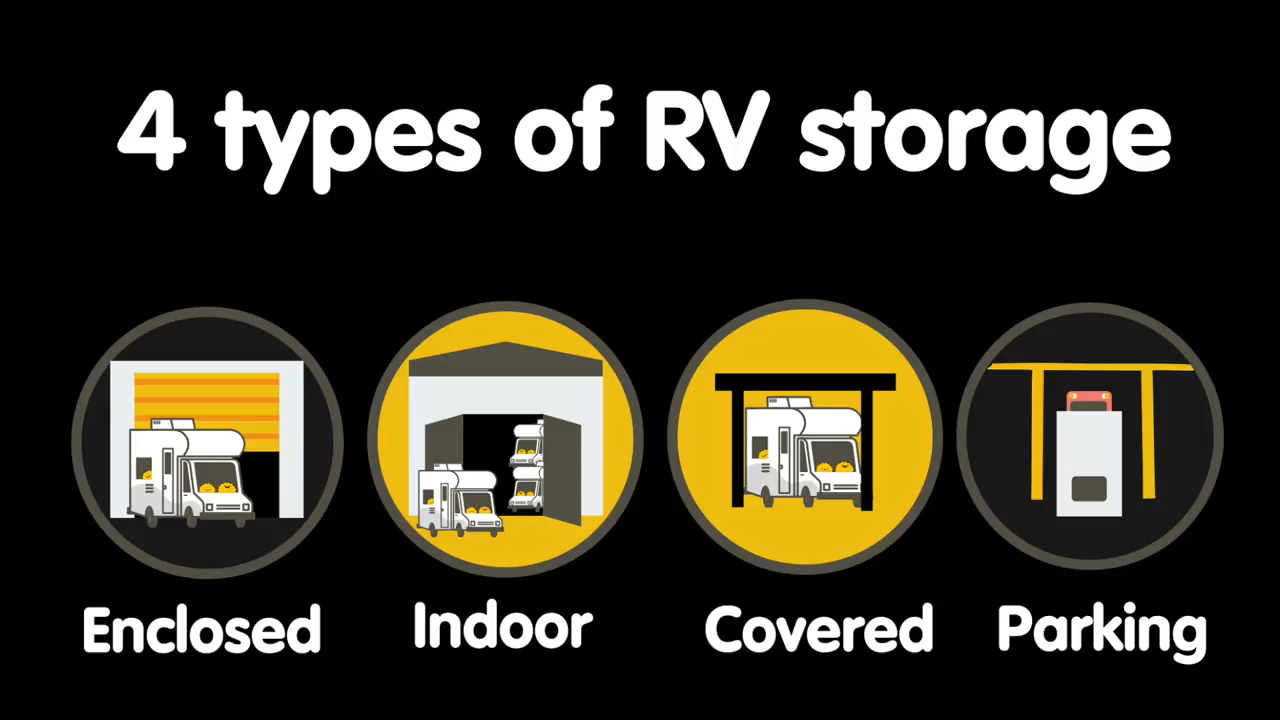 4 types of RV storage
Enclosed
Indoor
Covered
Parking